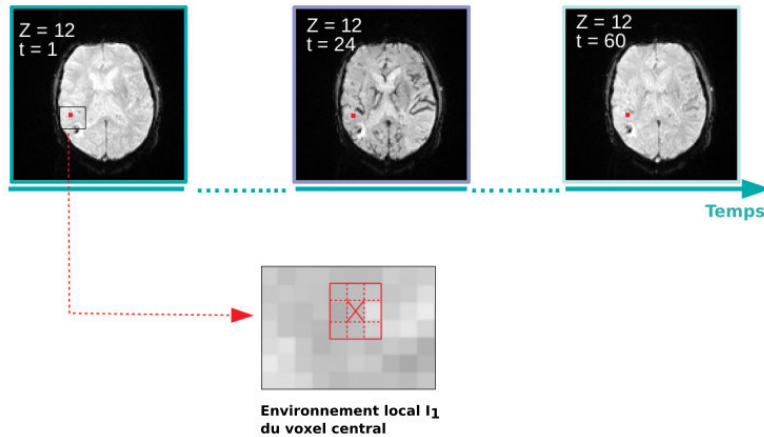 Z = 12
t = 1
Z = 12
t = 24
Z = 12
t = 60
Temps
Environnement local I1
du voxel central